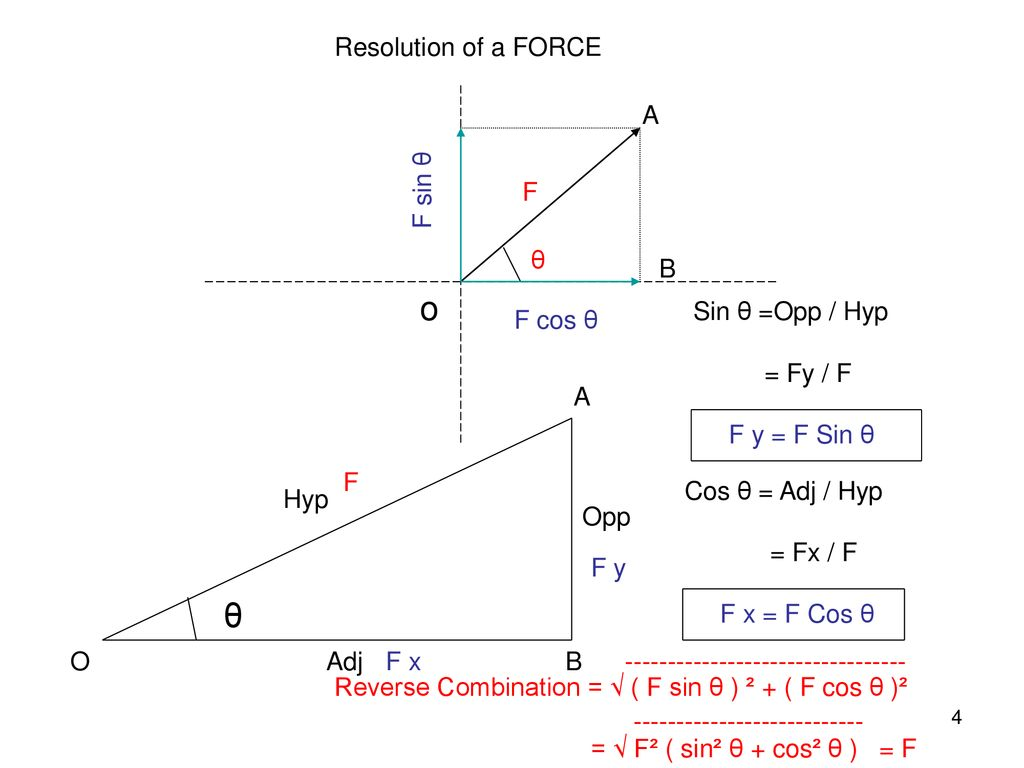 Resolution of a FORCE
A
F sin θ
F
θ
B
o
F cos θ
Sin θ =Opp / Hyp
= Fy / F
A
F y = F Sin θ
F
Hyp
Cos θ = Adj / Hyp
Opp
= Fx / F
F y
θ
F x = F Cos θ
O
Adj F x
B
---------------------------------
Reverse Combination = √ ( F sin θ ) ² + ( F cos θ )²
4
---------------------------
= √ F² ( sin² θ + cos² θ ) = F